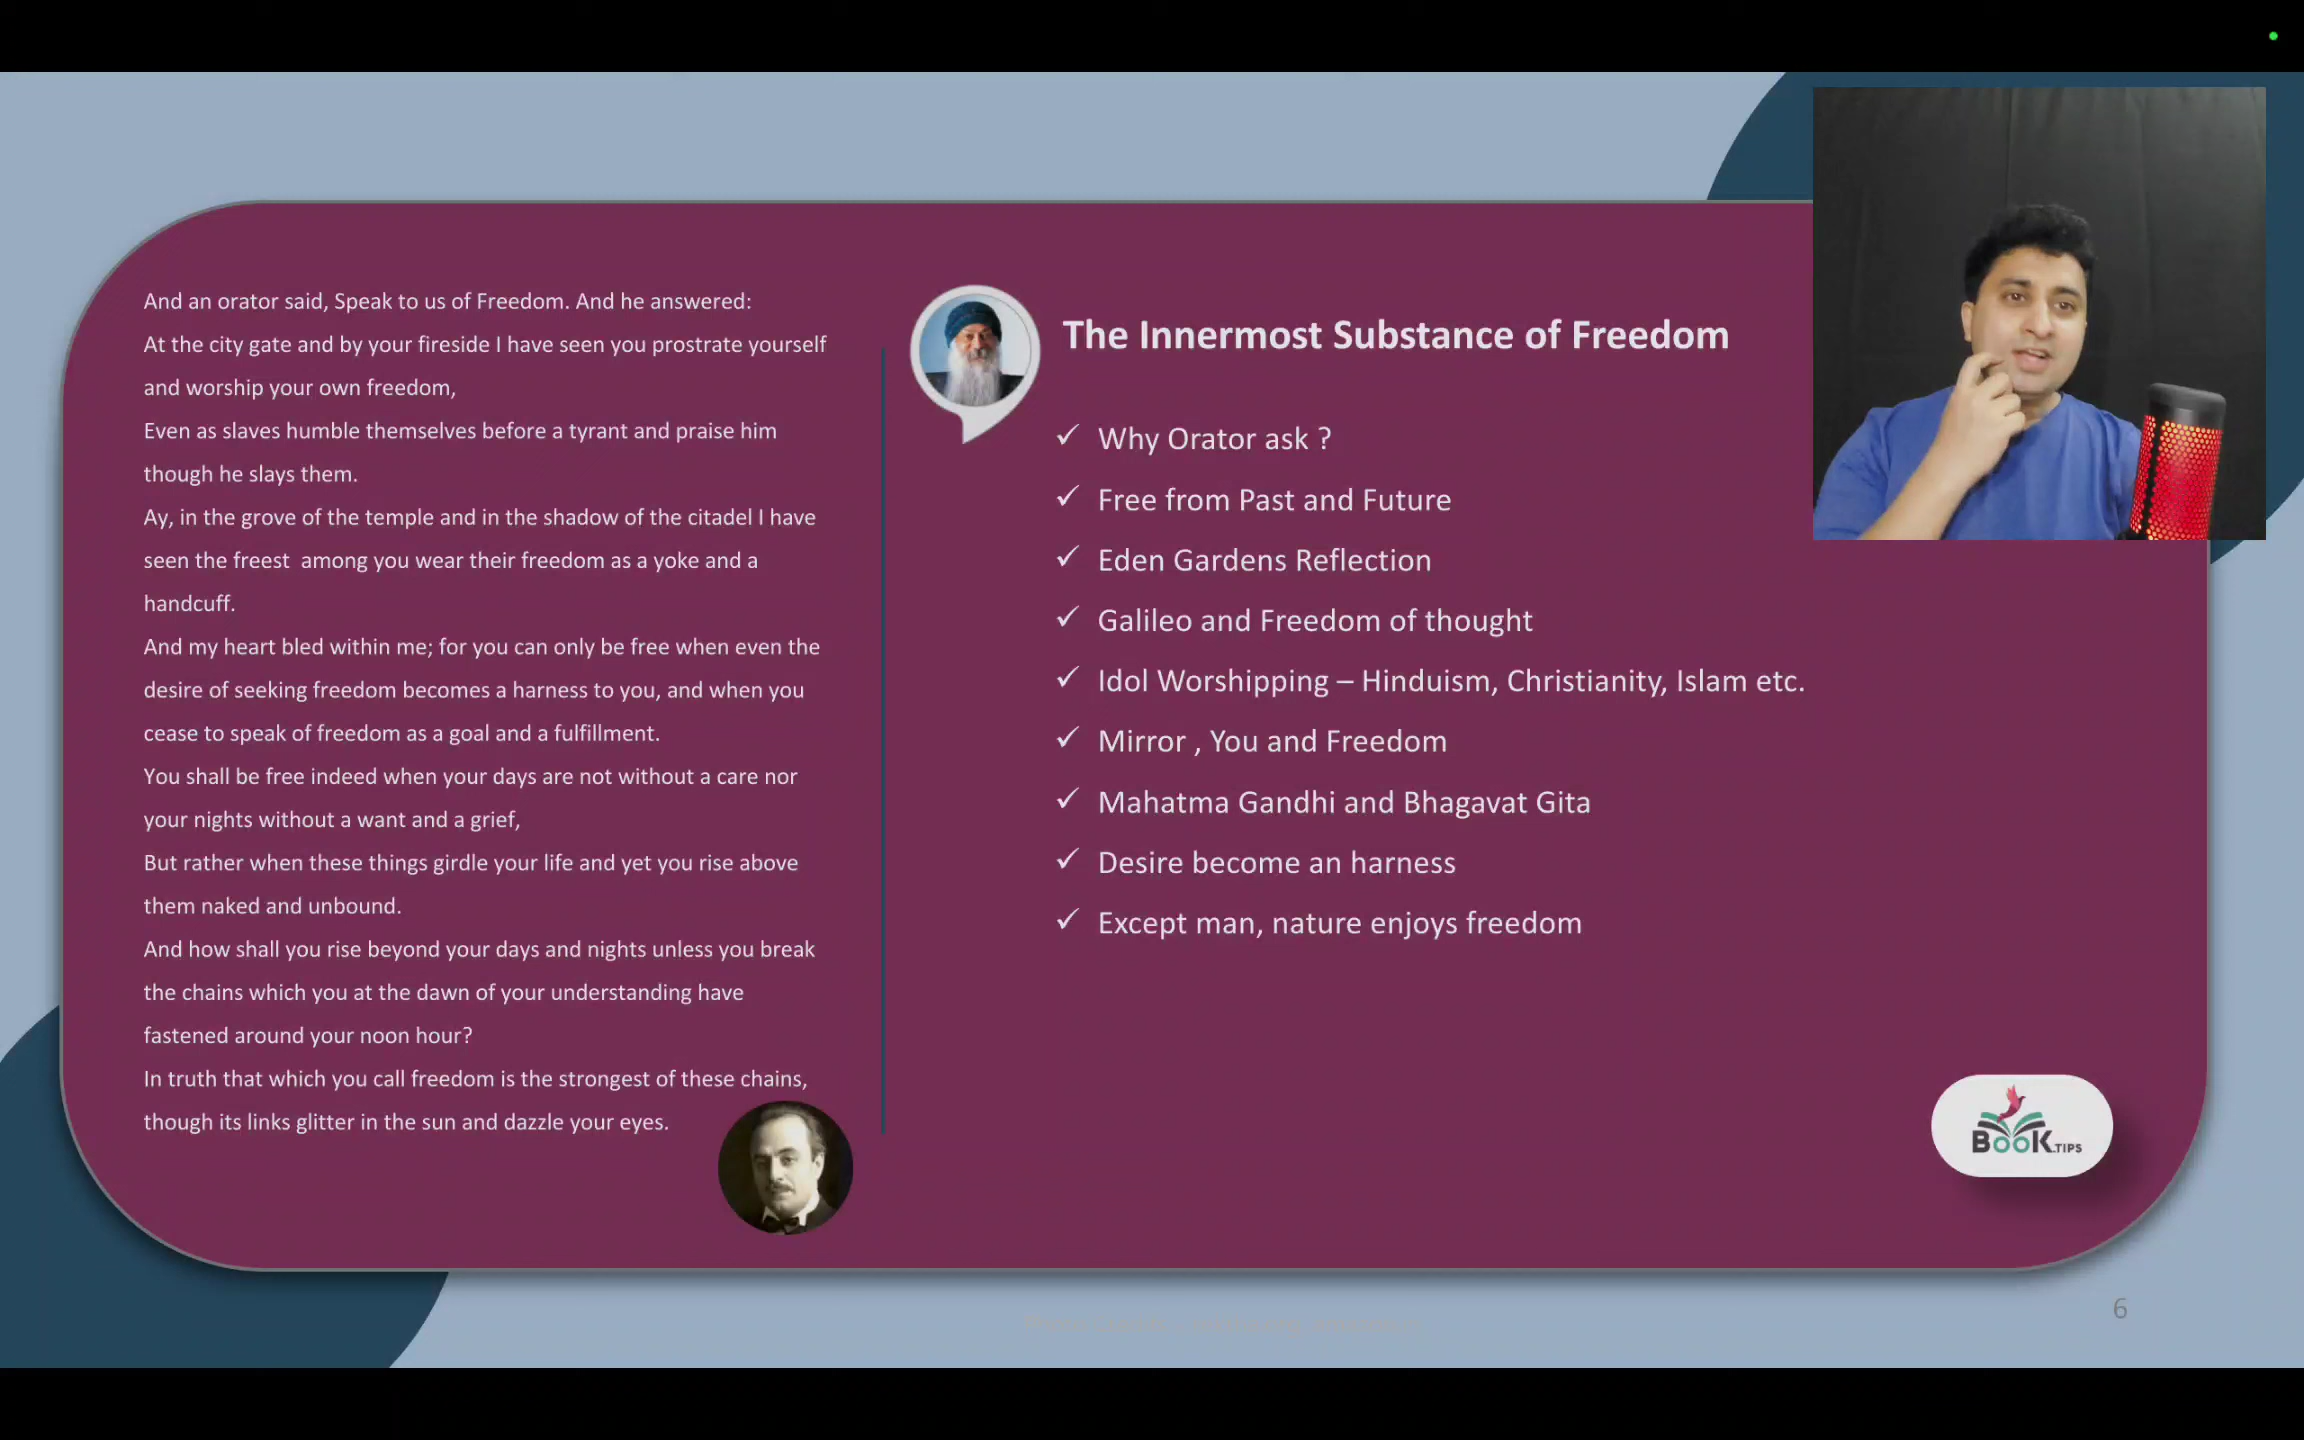 And an orator said, Speak to us of Freedom. And he answered:
At the city gate and by your fireside I have seen you prostrate yourself
and worship your own freedom,
Even as slaves humble themselves before a tyrant and praise him
though he slays them.
Ay, in the grove of the temple and in the shadow of the citadel I have
seen the freest  among you wear their freedom as a yoke and a
handcuff.
And my heart bled within me; for you can only be free when even the
desire of seeking freedom becomes a harness to you, and when you
cease to speak of freedom as a goal and a fulfillment.
You shall be free indeed when your days are not without a care nor
your nights without a want and a grief,
But rather when these things girdle your life and yet you rise above
them naked and unbound.
And how shall you rise beyond your days and nights unless you break
the chains which you at the dawn of your understanding have
fastened around your noon hour?
In truth that which you call freedom is the strongest of these chains,
though its links glitter in the sun and dazzle your eyes.
The Innermost Substance of Freedom
✓ Why Orator ask ?
✓ Free from Past and Future
✓ Eden Gardens Reflection
✓ Galileo and Freedom of thought
✓ Idol Worshipping – Hinduism, Christianity, Islam etc.
✓ Mirror , You and Freedom
✓ Mahatma Gandhi and Bhagavat Gita
✓ Desire become an harness
✓ Except man, nature enjoys freedom
BooK.TIPS
6